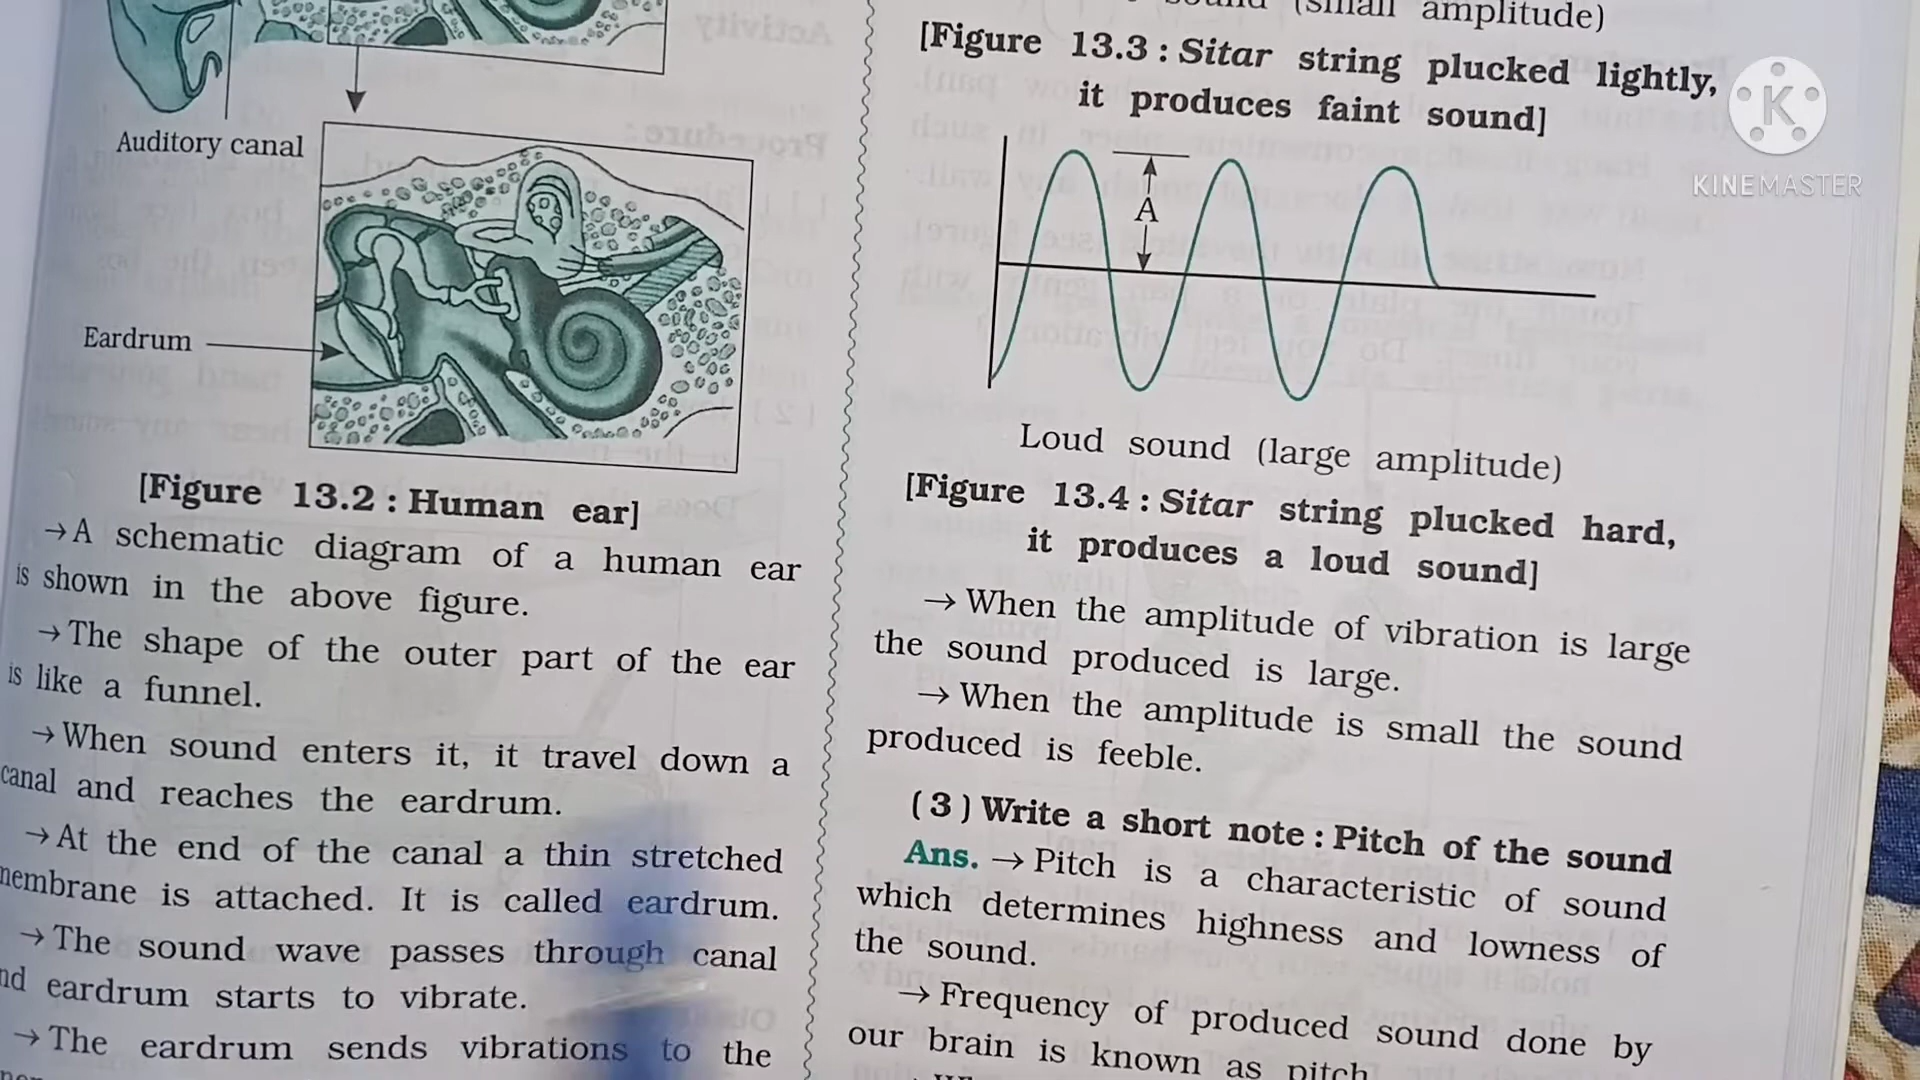 Auditory canal
Eardrum
[Figure 13.2 : Human ear]
→ A schematic diagram of a human ear
is shown in the above figure.
→ The shape of the outer part of the ear
is like a funnel.
→ When sound enters it, it travel down a
canal and reaches the eardrum.
→ At the end of the canal a thin stretched
membrane is attached. It is called eardrum.
→ The sound wave passes through canal
nd eardrum starts to vibrate.
→ The eardrum sends vibrations to the
sound (small amplitude)
[Figure 13.3 : Sitar string plucked lightly,
it produces faint sound]
A
Loud sound (large amplitude)
[Figure 13.4 : Sitar string plucked hard,
it produces a loud sound]
→ When the amplitude of vibration is large
the sound produced is large.
→ When the amplitude is small the sound
produced is feeble.
(3) Write a short note : Pitch of the sound
Ans. → Pitch is a characteristic of sound
which determines highness and lowness of
the sound.
→ Frequency of produced sound done by
our brain is known as pitch
K
KINEMASTER